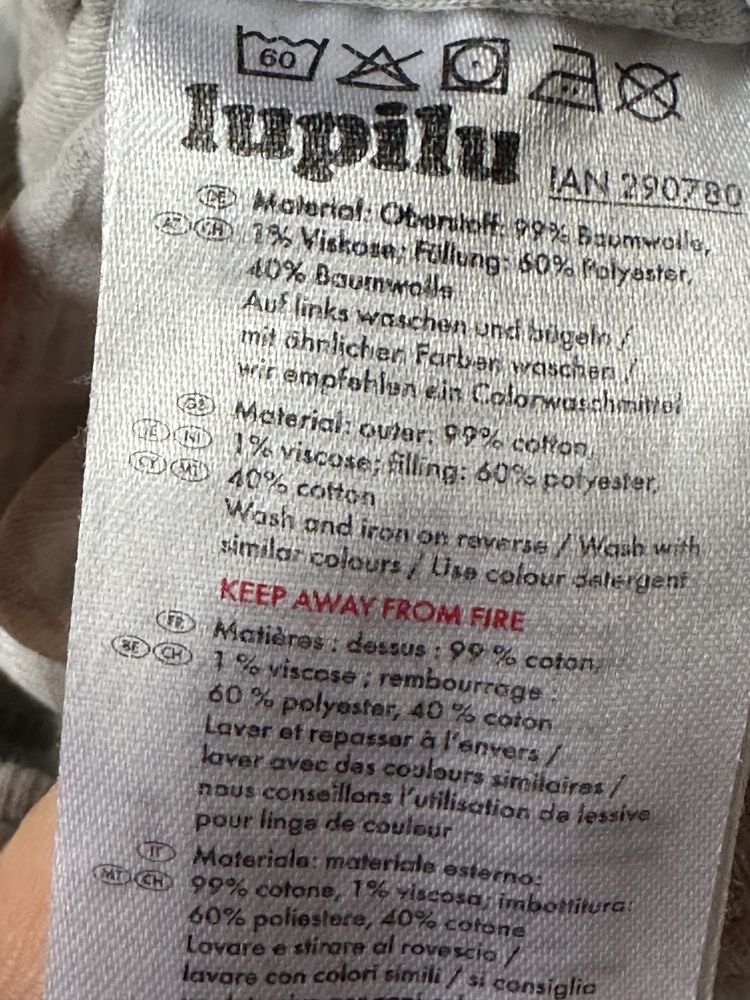 60
lupilu
IAN 290780
DE Material: Oberstoff: 99% Baumwolle,
AT CH 1% Viskose; Füllung: 60% Polyester,
40% Baumwolle
Auf links waschen und bügeln /
mit ähnlichen Farben waschen /
wir empfehlen ein Colorwaschmittel
GB Material: outer: 99% cotton,
IE NI 1% viscose; filling: 60% polyester,
CY MT 40% cotton
Wash and iron on reverse / Wash with
similar colours / Use colour detergent
KEEP AWAY FROM FIRE
FR Matières : dessus : 99 % coton,
BE CH 1 % viscose ; rembourrage :
60 % polyester, 40 % coton
Laver et repasser à l'envers /
laver avec des couleurs similaires /
nous conseillons l'utilisation de lessive
pour linge de couleur
IT Materiale: materiale esterno:
MT CH 99% cotone, 1% viscosa; imbottitura:
60% poliestere, 40% cotone
Lavare e stirare al rovescio /
lavare con colori simili / si consiglia